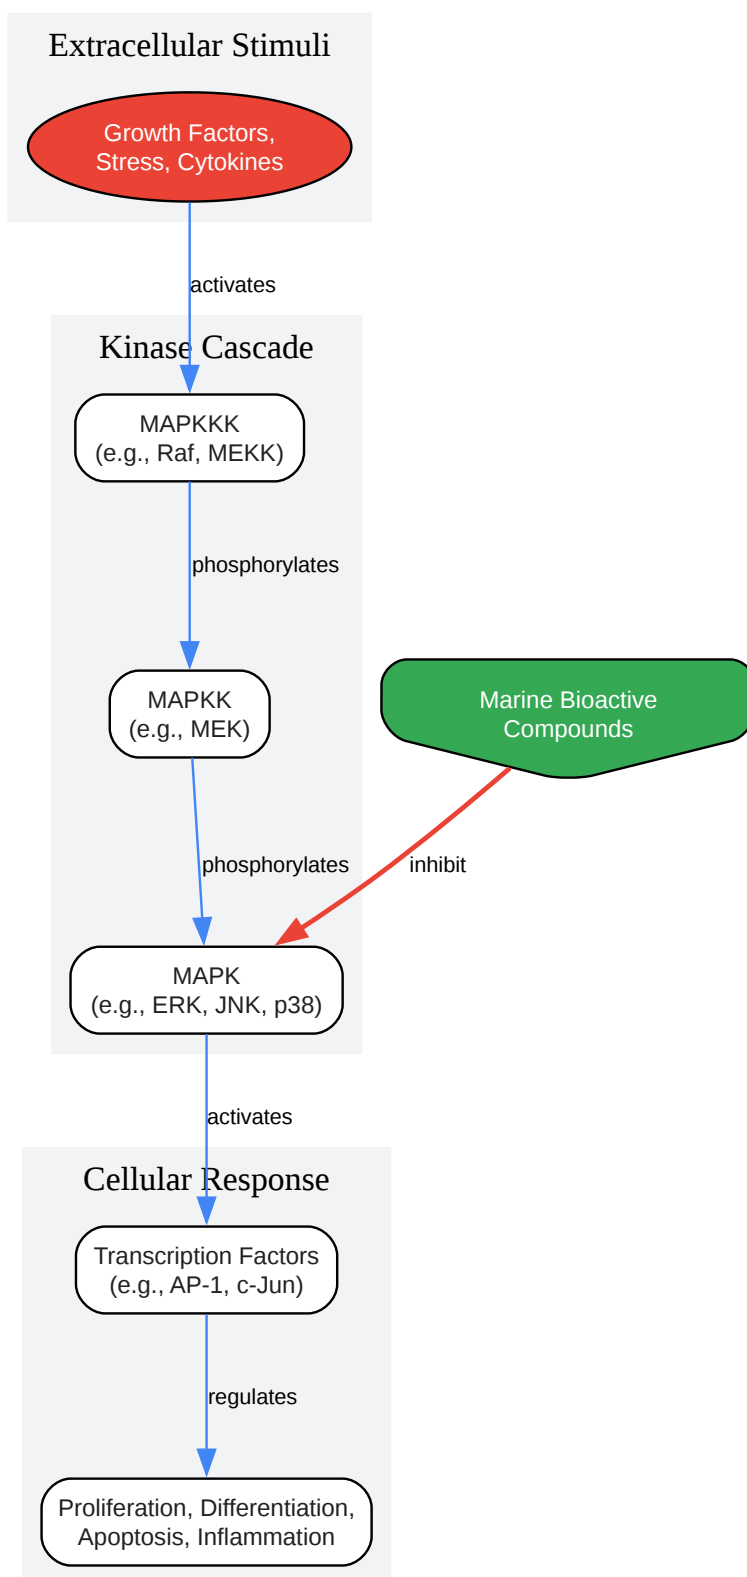 Extracellular Stimuli
Growth Factors,
Stress, Cytokines
activates
Kinase Cascade
MAPKKK
(e.g., Raf, MEKK)
phosphorylates
MAPKK
(e.g., MEK)
Marine Bioactive
Compounds
phosphorylates
inhibit
MAPK
(e.g., ERK, JNK, p38)
activates
Cellular Response
Transcription Factors
(e.g., AP-1, c-Jun)
regulates
Proliferation, Differentiation,
Apoptosis, Inflammation